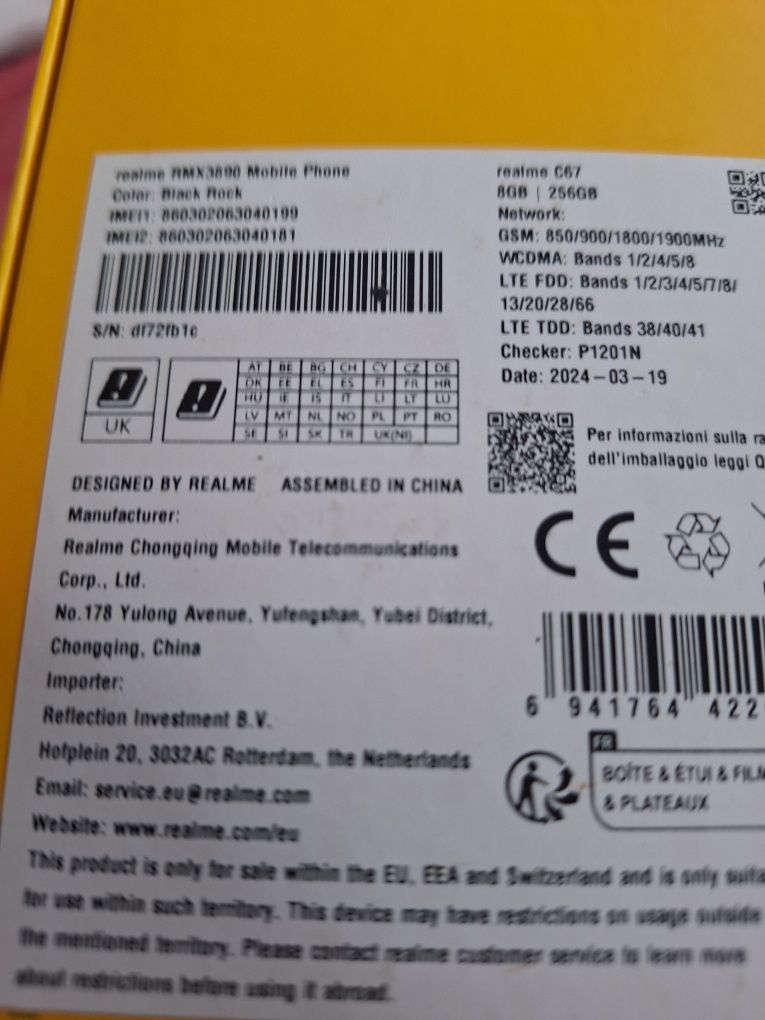 realme RMX3890 Mobile Phone
Color: Black Rock
IMEI1: 860302063040199
IMEI2: 860302063040181
S/N: df72fb1c
UK
AT BE BG CH CY CZ DE
DK EE EL ES FI FR HR
HU IE IS IT LI LT LU
LV MT NL NO PL PT RO
SE SI SK TR UK(NI)
DESIGNED BY REALME ASSEMBLED IN CHINA
Manufacturer:
Realme Chongqing Mobile Telecommunications
Corp., Ltd.
No.178 Yulong Avenue, Yufengshan, Yubei District,
Chongqing, China
Importer:
Reflection Investment B.V.
Hofplein 20, 3032AC Rotterdam, the Netherlands
Email: service.eu@realme.com
Website: www.realme.com/eu
This product is only for sale within the EU, EEA and Switzerland and is only suita
for use within such territory. This device may have restrictions on usage outside
the mentioned territory. Please contact realme customer service to learn more
about restrictions before using it abroad.
realme C67
8GB | 256GB
Network:
GSM: 850/900/1800/1900MHz
WCDMA: Bands 1/2/4/5/8
LTE FDD: Bands 1/2/3/4/5/7/8/
13/20/28/66
LTE TDD: Bands 38/40/41
Checker: P1201N
Date: 2024-03-19
Per informazioni sulla ra
dell'imballaggio leggi Q
CE
6 941764 422
FR
BOÎTE & ÉTUI & FILM
& PLATEAUX